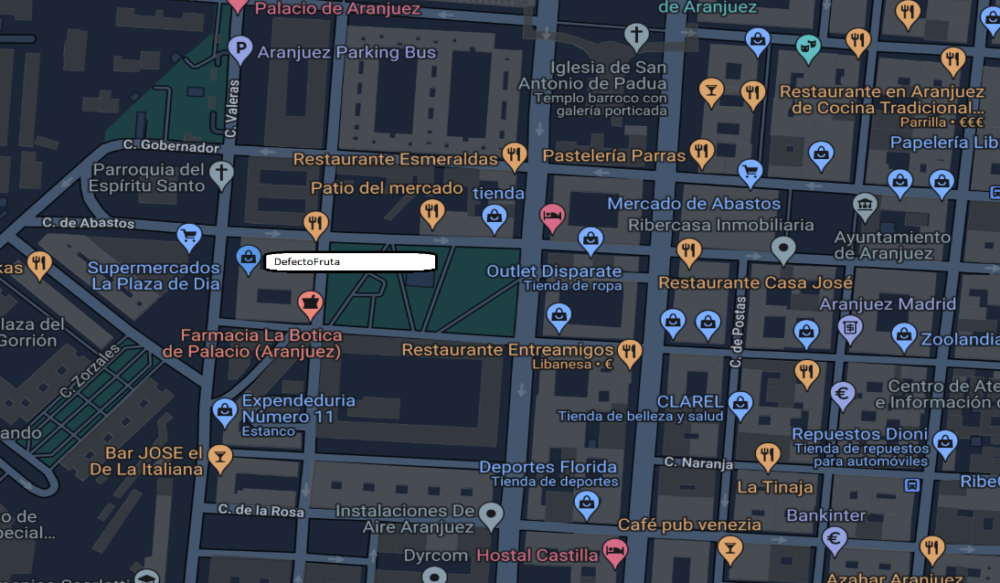 Palacio de Aranjuez
de Aranjuez
P
Aranjuez Parking Bus
C. Valeras
Iglesia de San
Antonio de Padua
Templo barroco con
galería porticada
Restaurante en Aranjuez
de Cocina Tradicional...
Parrilla • €€€
C. Gobernador
Parroquia del
Espíritu Santo
Restaurante Esmeraldas
Pastelería Parras
Papelería Lib
Patio del mercado
tienda
Mercado de Abastos
Ribercasa Inmobiliaria
Ayuntamiento
de Aranjuez
C. de Abastos
kas
Supermercados
La Plaza de Dia
DefectoFruta
Outlet Disparate
Tienda de ropa
Restaurante Casa José
Aranjuez Madrid
laza del
Gorrión
Farmacia La Botica
de Palacio (Aranjuez)
C. de Postas
Zoolandia
C. Zorzales
Restaurante Entreamigos
Libanesa • €
Centro de Ate
e Información
€
Expendeduria
Número 11
Estanco
CLAREL
Tienda de belleza y salud
ando
Repuestos Dioni
Tienda de repuestos
para automóviles
Bar JOSE el
De La Italiana
Deportes Florida
Tienda de deportes
C. Naranja
La Tinaja
Ribe
C. de la Rosa
Instalaciones De
Aire Aranjuez
o de
pecial...
Café pub venezia
Bankinter
€
Dyrcom
Hostal Castilla
Azahar Aranjuez